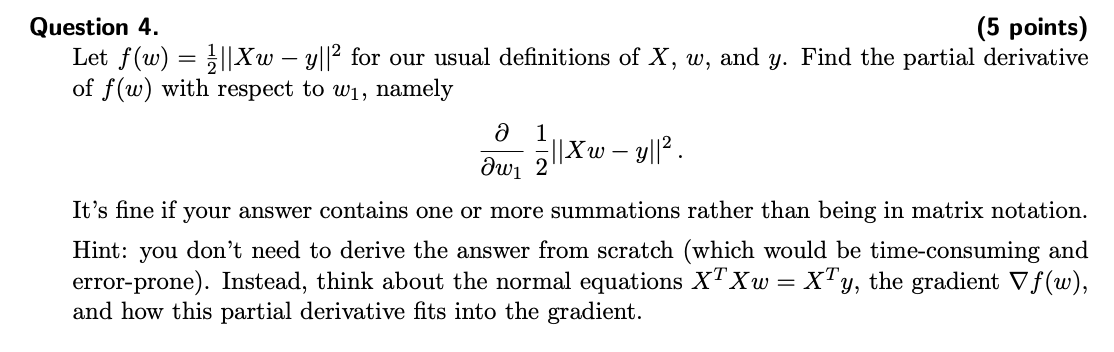 Question 4. (5 points)
Let f(w) = ½||Xw − y||² for our usual definitions of X, w, and y. Find the partial derivative
of f(w) with respect to w₁, namely
∂/∂w₁ 1/2 ||Xw − y||² .
It's fine if your answer contains one or more summations rather than being in matrix notation.
Hint: you don't need to derive the answer from scratch (which would be time-consuming and
error-prone). Instead, think about the normal equations XᵀXw = Xᵀy, the gradient ∇f(w),
and how this partial derivative fits into the gradient.